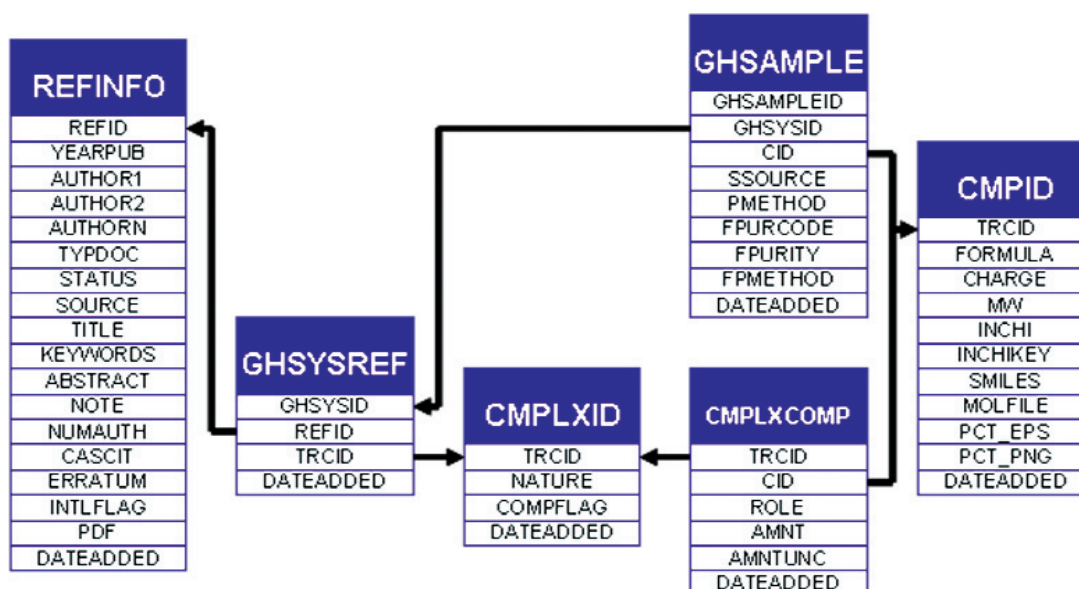 REFINFO
REFID
YEARPUB
AUTHOR1
AUTHOR2
AUTHORN
TYPDOC
STATUS
SOURCE
TITLE
KEYWORDS
ABSTRACT
NOTE
NUMAUTH
CASCIT
ERRATUM
INTLFLAG
PDF
DATEADDED
GHSYSREF
GHSYSID
REFID
TRCID
DATEADDED
CMPLXID
TRCID
NATURE
COMPFLAG
DATEADDED
GHSAMPLE
GHSAMPLEID
GHSYSID
CID
SSOURCE
PMETHOD
FPURCODE
FPURITY
FPMETHOD
DATEADDED
CMPLXCOMP
TRCID
CID
ROLE
AMNT
AMNTUNC
DATEADDED
CMPID
TRCID
FORMULA
CHARGE
MW
INCHI
INCHIKEY
SMILES
MOLFILE
PCT_EPS
PCT_PNG
DATEADDED